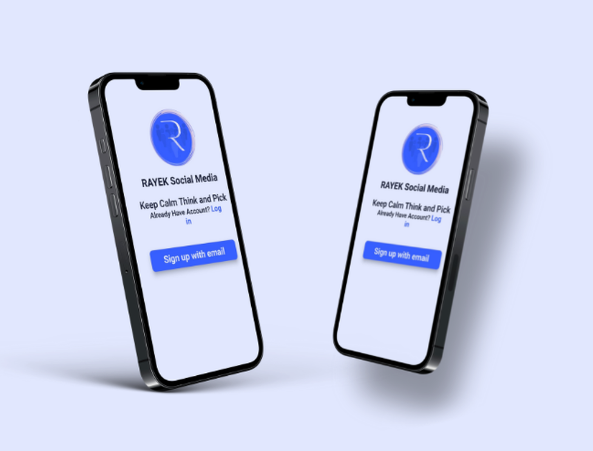 R
RAYEK Social Media
Keep Calm Think and Pick
Already Have Account? Log
in
Sign up with email
R
RAYEK Social Media
Keep Calm Think and Pick
Already Have Account? Log
in
Sign up with email